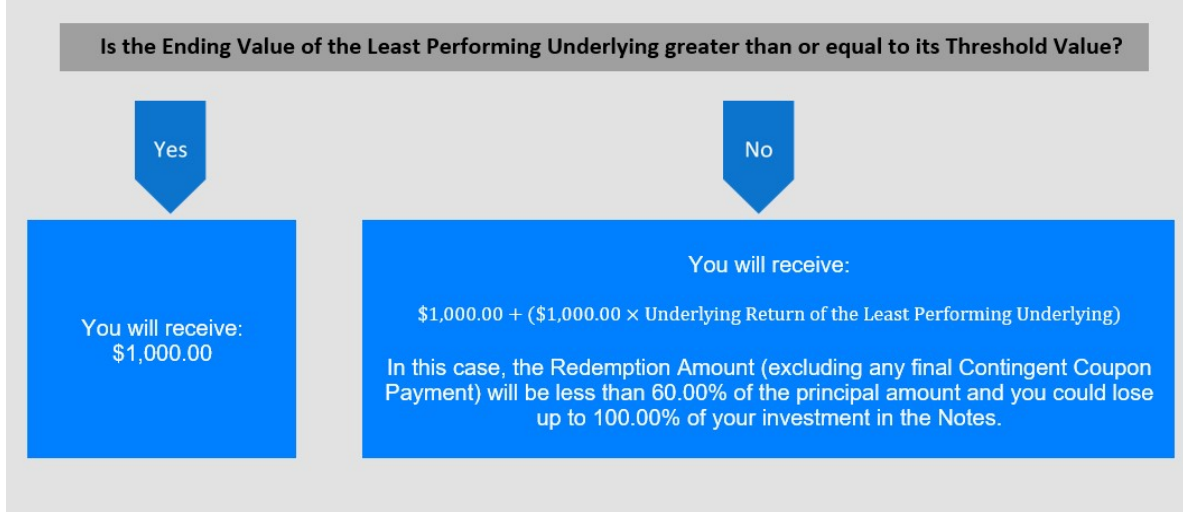 Is the Ending Value of the Least Performing Underlying greater than or equal to its Threshold Value?
Yes
No
You will receive:
$1,000.00
You will receive:
$1,000.00 + ($1,000.00 × Underlying Return of the Least Performing Underlying)
In this case, the Redemption Amount (excluding any final Contingent Coupon
Payment) will be less than 60.00% of the principal amount and you could lose
up to 100.00% of your investment in the Notes.